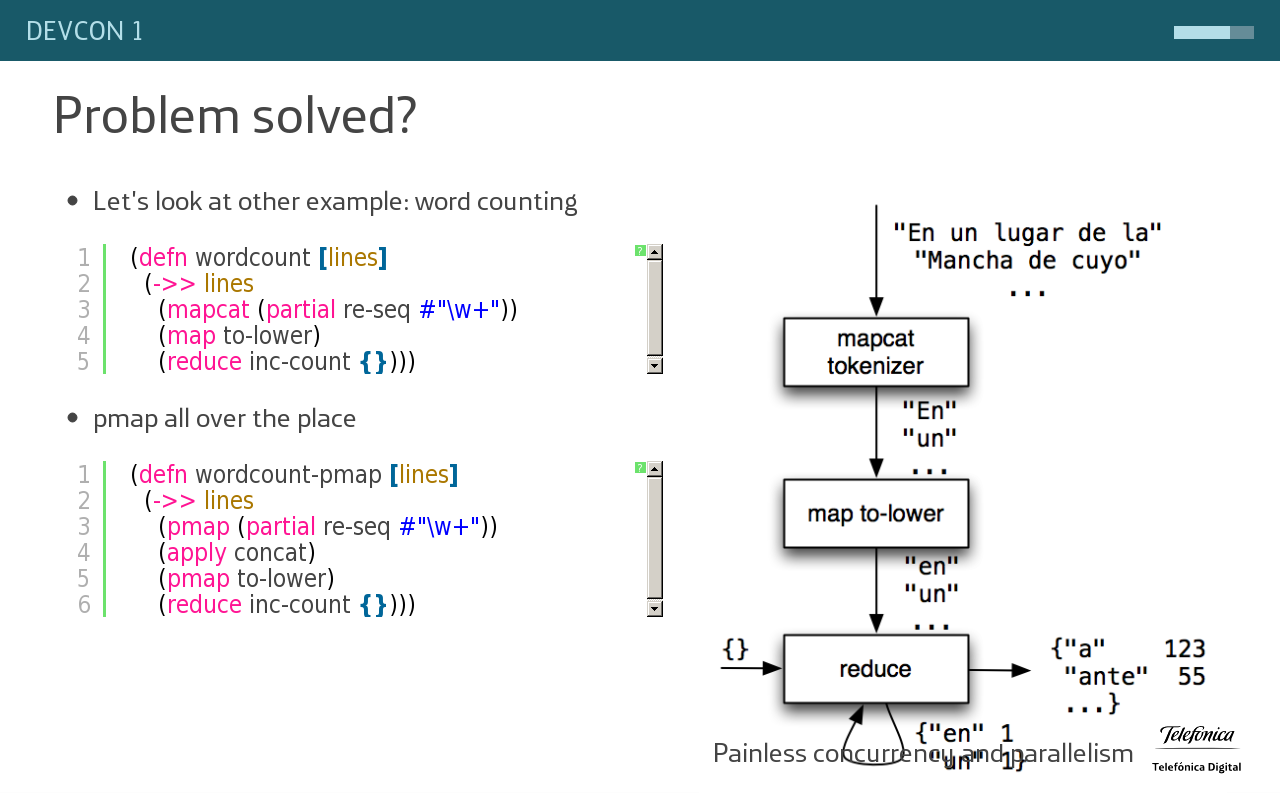 DEVCON 1
Problem solved?
• Let's look at other example: word counting
1 (defn wordcount [lines]
2 (->> lines
3 (mapcat (partial re-seq #"\w+"))
4 (map to-lower)
5 (reduce inc-count {})))
?
• pmap all over the place
1 (defn wordcount-pmap [lines]
2 (->> lines
3 (pmap (partial re-seq #"\w+"))
4 (apply concat)
5 (pmap to-lower)
6 (reduce inc-count {})))
?
"En un lugar de la"
"Mancha de cuyo"
...
mapcat
tokenizer
"En"
"un"
...
map to-lower
"en"
"un"
...
{}
reduce
{"a" 123
"ante" 55
...}
{"en" 1
"un" 1}
Painless concurrency and parallelism
Telefónica
Telefónica Digital